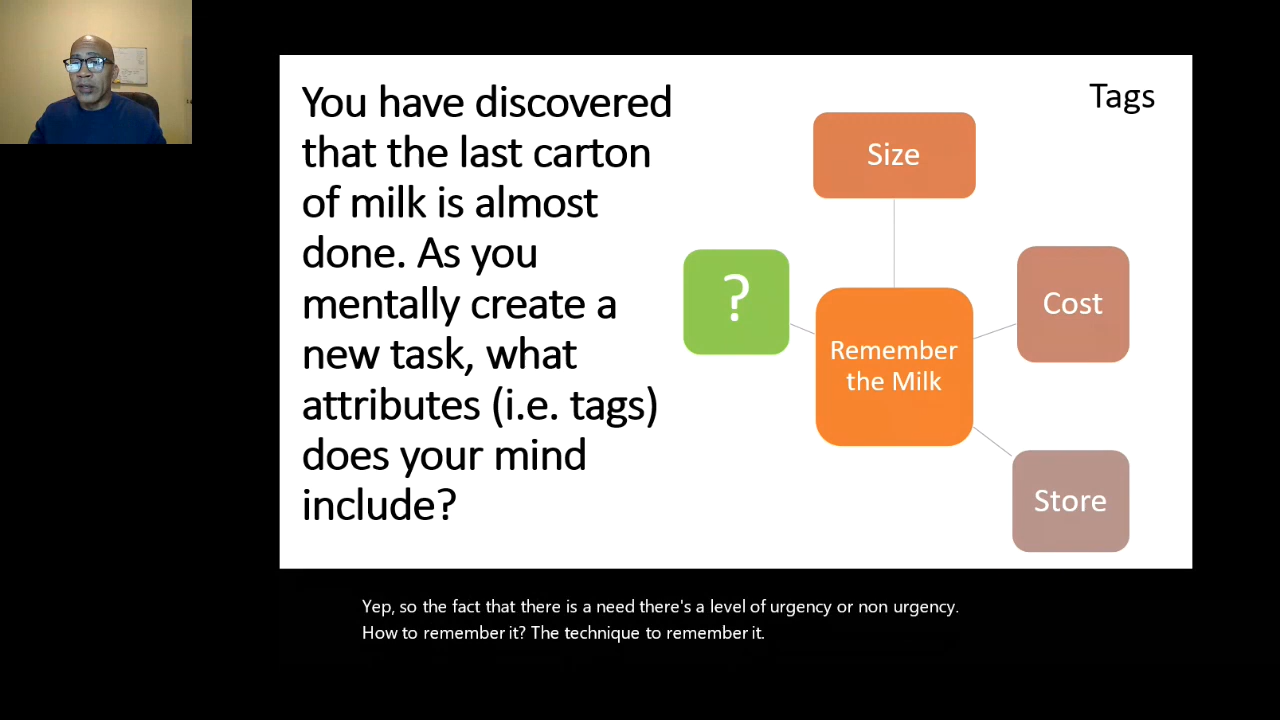 You have discovered
that the last carton
of milk is almost
done. As you
mentally create a
new task, what
attributes (i.e. tags)
does your mind
include?
Tags
Size
?
Cost
Remember
the Milk
Store
Yep, so the fact that there is a need there's a level of urgency or non urgency.
How to remember it? The technique to remember it.